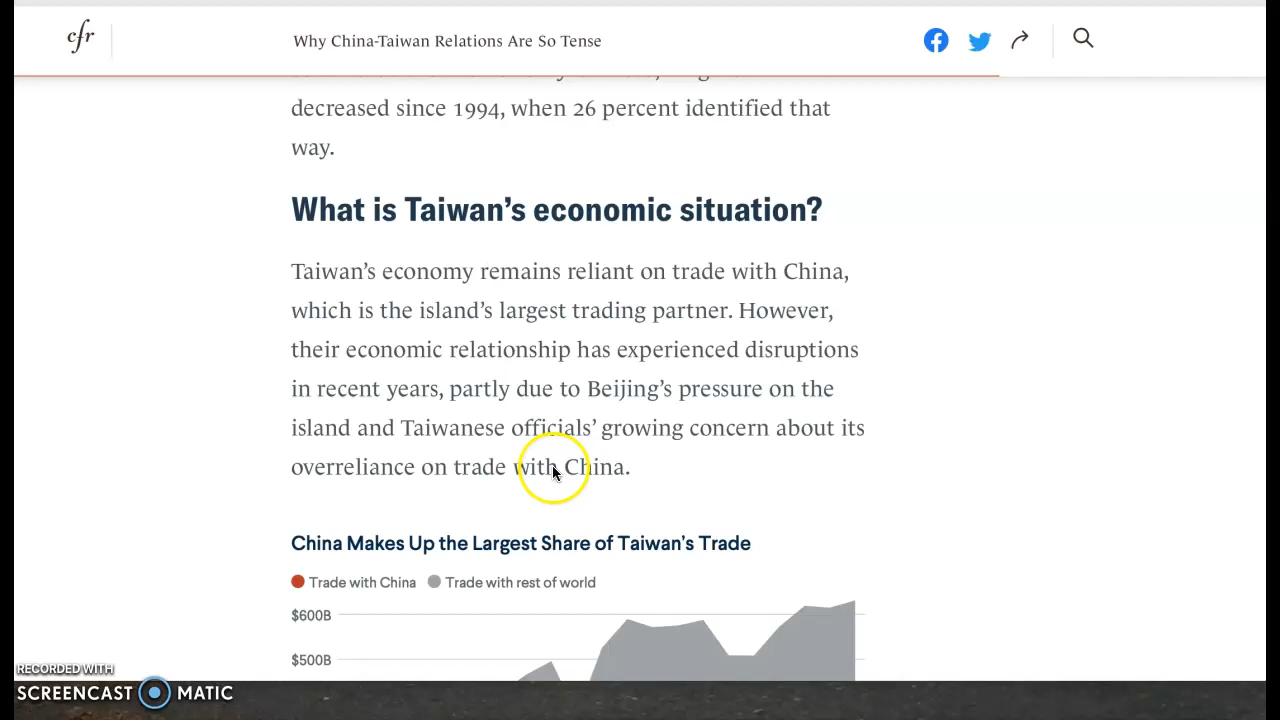 cfr
Why China-Taiwan Relations Are So Tense
decreased since 1994, when 26 percent identified that
way.
What is Taiwan's economic situation?
Taiwan's economy remains reliant on trade with China,
which is the island's largest trading partner. However,
their economic relationship has experienced disruptions
in recent years, partly due to Beijing's pressure on the
island and Taiwanese officials' growing concern about its
overreliance on trade with China.
China Makes Up the Largest Share of Taiwan's Trade
Trade with China Trade with rest of world
$600B
$500B
RECORDED WITH
SCREENCAST MATIC